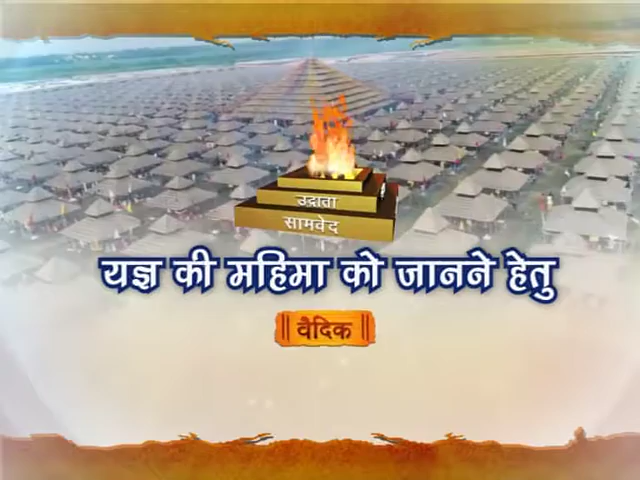 उद्गाता
सामवेद
यज्ञ की महिमा को जानने हेतु
॥ वैदिक ॥